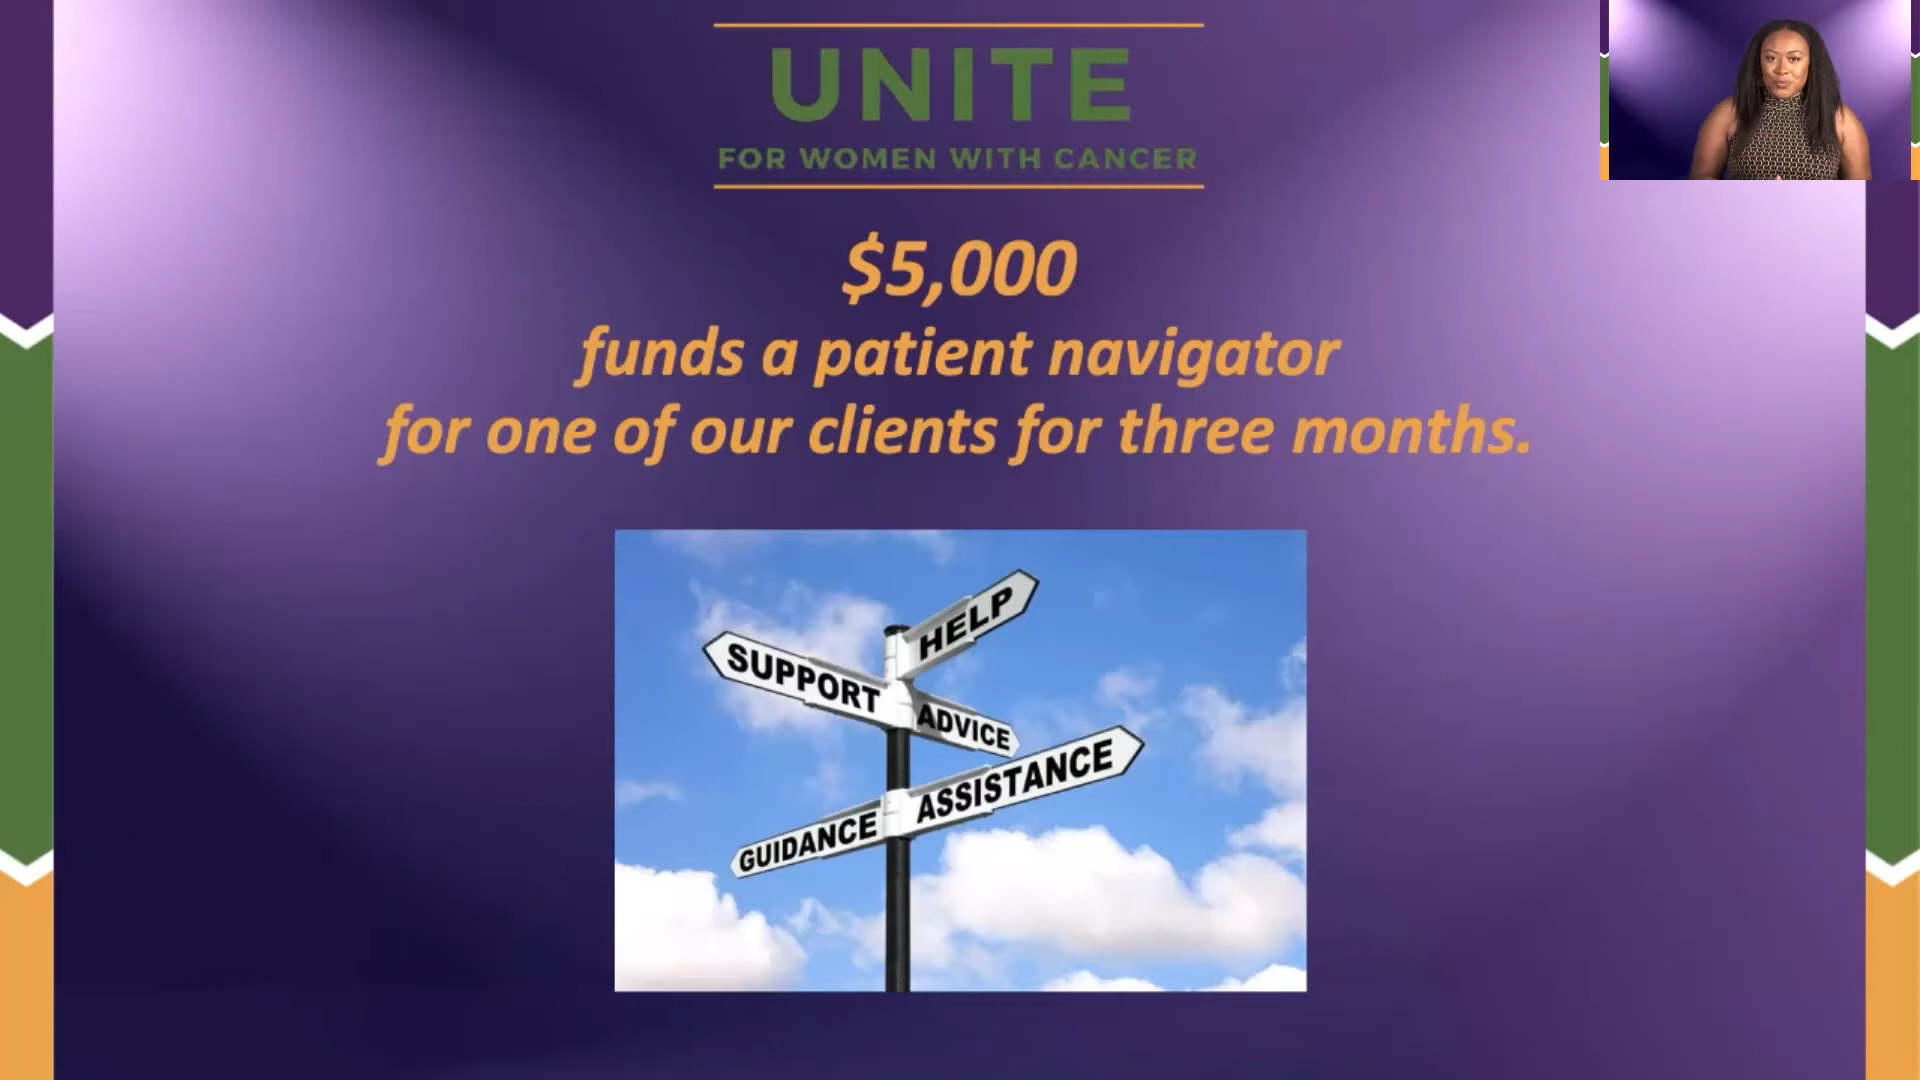 UNITE
FOR WOMEN WITH CANCER
$5,000
funds a patient navigator
for one of our clients for three months.
HELP
SUPPORT
ADVICE
ASSISTANCE
GUIDANCE